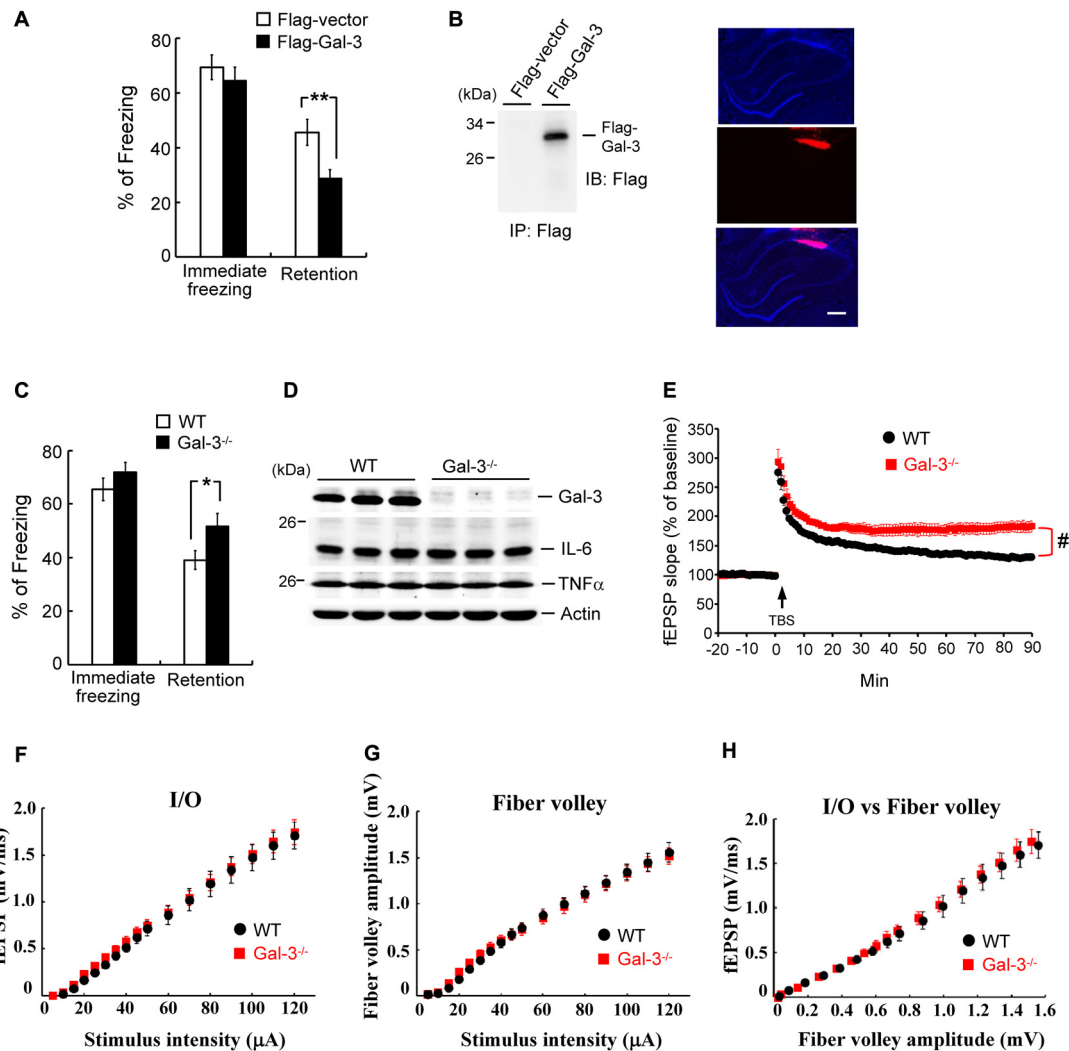 A
Flag-vector
Flag-Gal-3
% of Freezing
80
60
40
20
0
**
Immediate freezing
Retention
B
Flag-vector
Flag-Gal-3
(kDa)
34
26
Flag-
Gal-3
IB: Flag
IP: Flag
C
WT
Gal-3-/-
% of Freezing
80
60
40
20
0
*
Immediate
freezing
Retention
D
(kDa)
WT
Gal-3-/-
Gal-3
26
IL-6
26
TNFα
Actin
E
fEPSP slope (% of baseline)
350
300
250
200
150
100
50
0
WT
Gal-3-/-
#
TBS
-20 -10 0 10 20 30 40 50 60 70 80 90
Min
F
I/O
fEPSP (mV/ms)
2.0
1.5
1.0
0.5
0
WT
Gal-3-/-
0 20 40 60 80 100 120
Stimulus intensity (μA)
G
Fiber volley
Fiber volley amplitude (mV)
2.0
1.5
1.0
0.5
0
WT
Gal-3-/-
0 20 40 60 80 100 120
Stimulus intensity (μA)
H
I/O vs Fiber volley
fEPSP (mV/ms)
2.0
1.5
1.0
0.5
0
WT
Gal-3-/-
0 0.2 0.4 0.6 0.8 1.0 1.2 1.4 1.6
Fiber volley amplitude (mV)